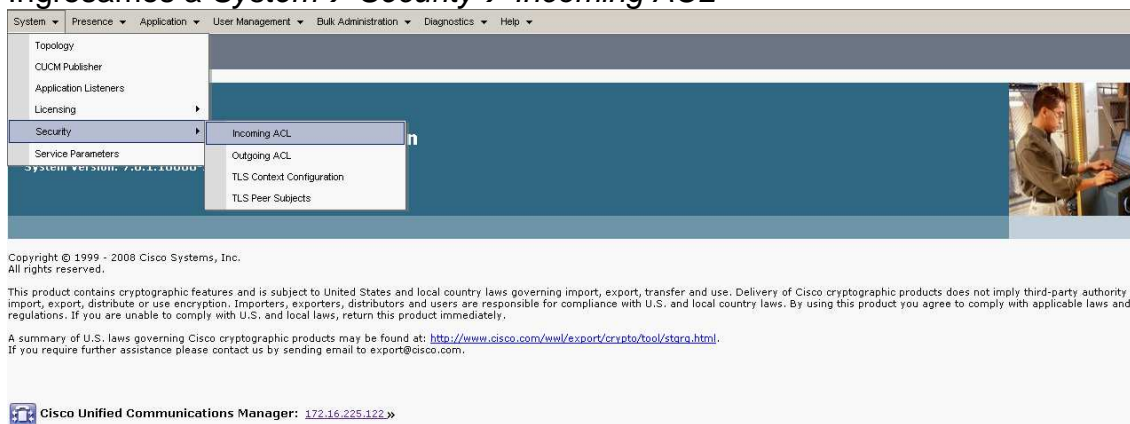 Ingresamos a System → Security → Incoming ACL
System Presence Application User Management Bulk Administration Diagnostics Help
Topology
CUCM Publisher
Application Listeners
Licensing
Security
Incoming ACL
n
Service Parameters
Outgoing ACL
TLS Context Configuration
TLS Peer Subjects
Copyright © 1999 - 2008 Cisco Systems, Inc.
All rights reserved.
This product contains cryptographic features and is subject to United States and local country laws governing import, export, transfer and use. Delivery of Cisco cryptographic products does not imply third-party authority
import, export, distribute or use encryption. Importers, exporters, distributors and users are responsible for compliance with U.S. and local country laws. By using this product you agree to comply with applicable laws and
regulations. If you are unable to comply with U.S. and local laws, return this product immediately.
A summary of U.S. laws governing Cisco cryptographic products may be found at: http://www.cisco.com/wwl/export/crypto/tool/stqrg.html.
If you require further assistance please contact us by sending email to export@cisco.com.
Cisco Unified Communications Manager: 172.16.225.122 »